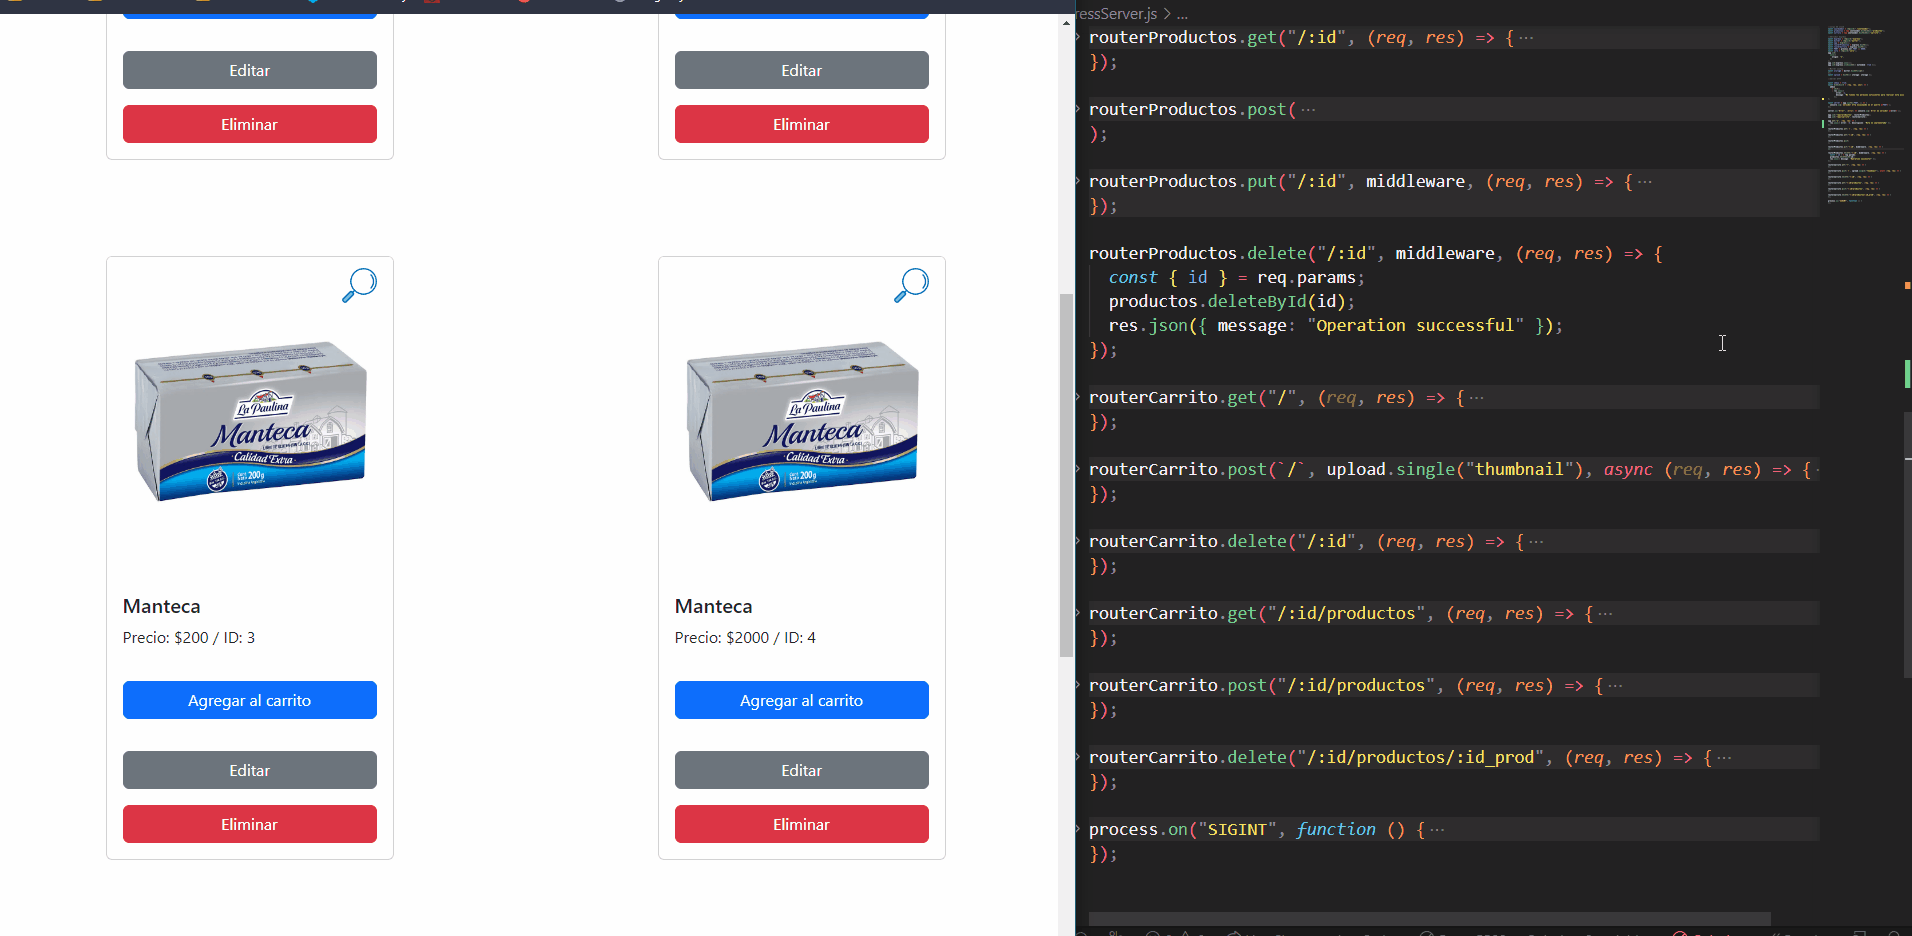 Editar
Eliminar
Editar
Eliminar
La Paulina
Manteca
Calidad Extra
200g
Manteca
Precio: $200 / ID: 3
Agregar al carrito
Editar
Eliminar
La Paulina
Manteca
Calidad Extra
200g
Manteca
Precio: $2000 / ID: 4
Agregar al carrito
Editar
Eliminar
ressServer.js > ...
routerProductos.get("/:id", (req, res) => { ...
});
routerProductos.post( ...
);
routerProductos.put("/:id", middleware, (req, res) => { ...
});
routerProductos.delete("/:id", middleware, (req, res) => {
const { id } = req.params;
productos.deleteById(id);
res.json({ message: "Operation successful" });
});
routerCarrito.get("/", (req, res) => { ...
});
routerCarrito.post(`/`, upload.single("thumbnail"), async (req, res) => {
});
routerCarrito.delete("/:id", (req, res) => { ...
});
routerCarrito.get("/:id/productos", (req, res) => { ...
});
routerCarrito.post("/:id/productos", (req, res) => { ...
});
routerCarrito.delete("/:id/productos/:id_prod", (req, res) => { ...
});
process.on("SIGINT", function () { ...
});